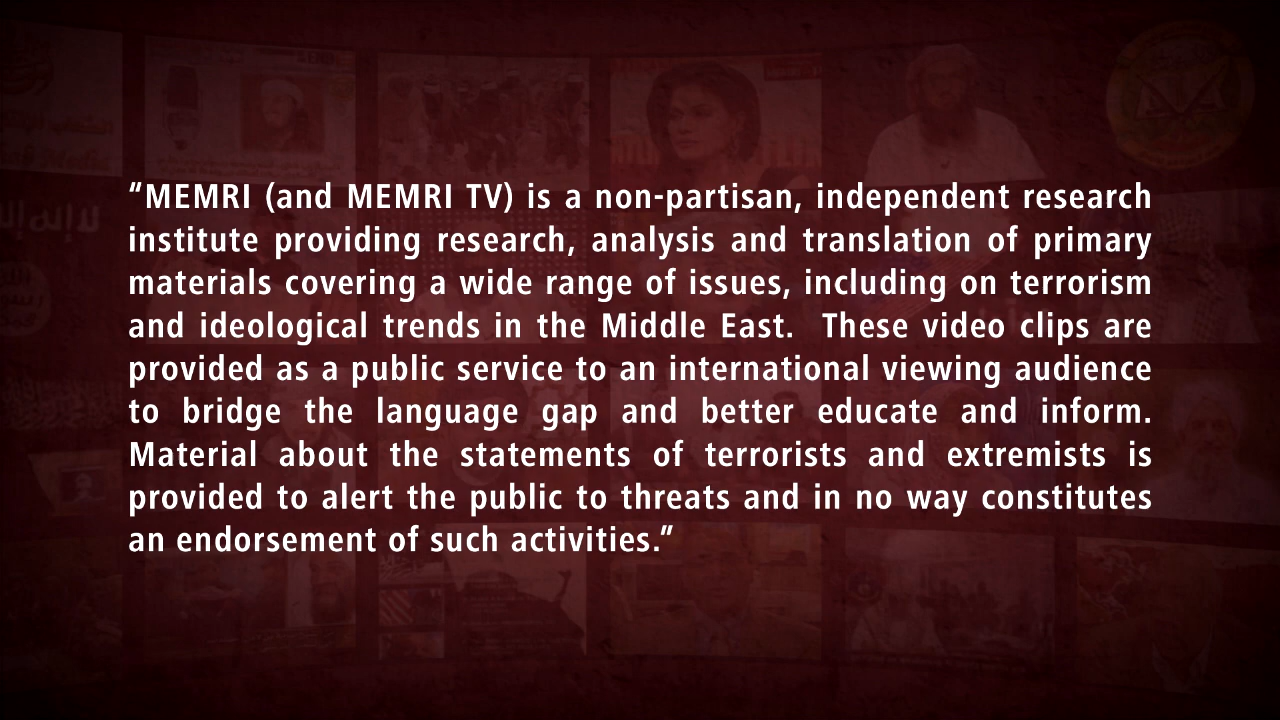 “MEMRI (and MEMRI TV) is a non-partisan, independent research
institute providing research, analysis and translation of primary
materials covering a wide range of issues, including on terrorism
and ideological trends in the Middle East.  These video clips are
provided as a public service to an international viewing audience
to bridge the language gap and better educate and inform.
Material about the statements of terrorists and extremists is
provided to alert the public to threats and in no way constitutes
an endorsement of such activities.”